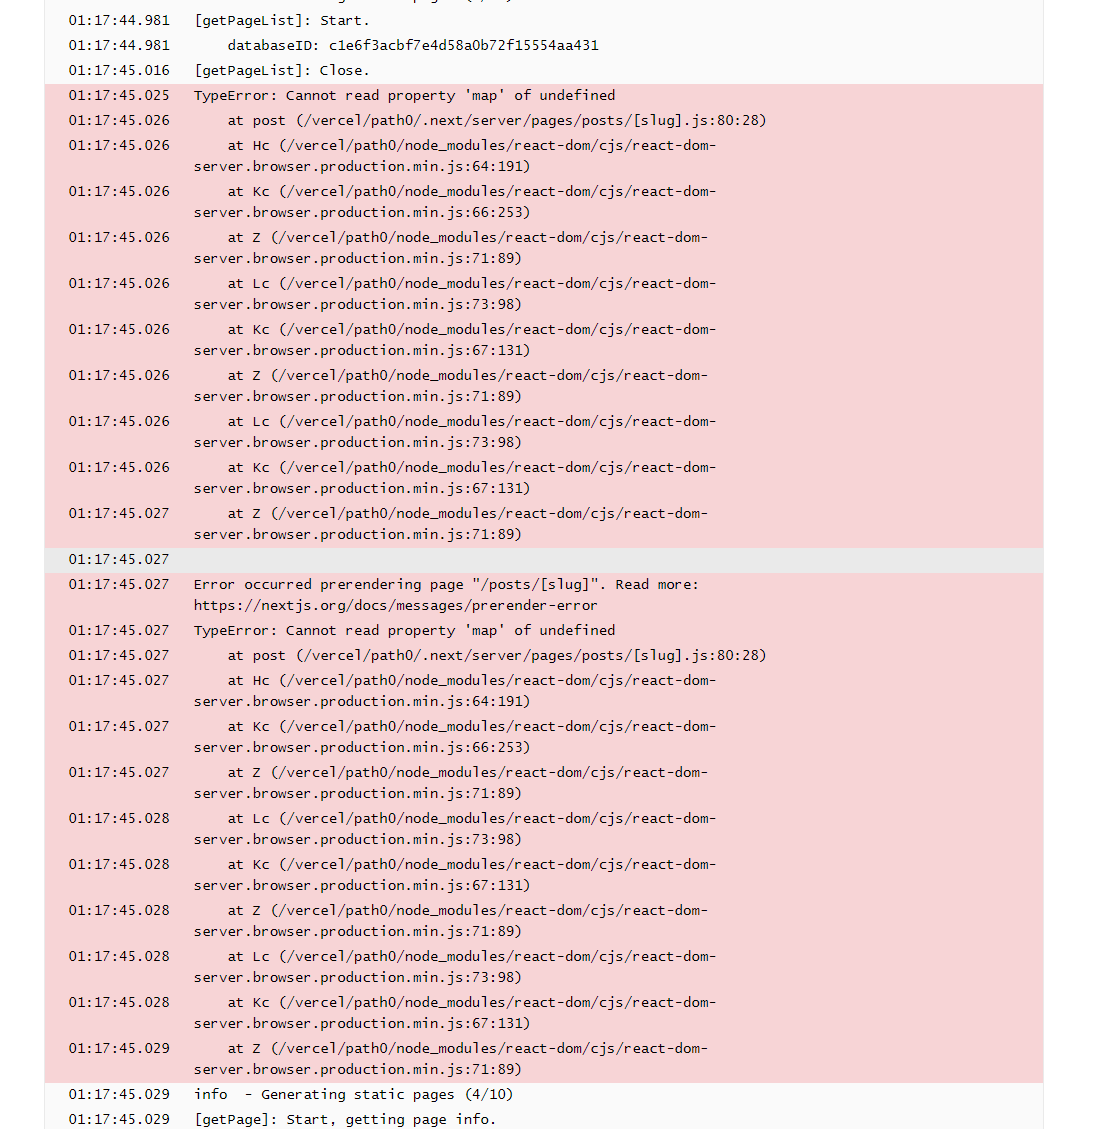 01:17:44.981 [getPageList]: Start.
01:17:44.981 databaseID: c1e6f3acbf7e4d58a0b72f15554aa431
01:17:45.016 [getPageList]: Close.
01:17:45.025 TypeError: Cannot read property 'map' of undefined
01:17:45.026 at post (/vercel/path0/.next/server/pages/posts/[slug].js:80:28)
01:17:45.026 at Hc (/vercel/path0/node_modules/react-dom/cjs/react-dom-
server.browser.production.min.js:64:191)
01:17:45.026 at Kc (/vercel/path0/node_modules/react-dom/cjs/react-dom-
server.browser.production.min.js:66:253)
01:17:45.026 at Z (/vercel/path0/node_modules/react-dom/cjs/react-dom-
server.browser.production.min.js:71:89)
01:17:45.026 at Lc (/vercel/path0/node_modules/react-dom/cjs/react-dom-
server.browser.production.min.js:73:98)
01:17:45.026 at Kc (/vercel/path0/node_modules/react-dom/cjs/react-dom-
server.browser.production.min.js:67:131)
01:17:45.026 at Z (/vercel/path0/node_modules/react-dom/cjs/react-dom-
server.browser.production.min.js:71:89)
01:17:45.026 at Lc (/vercel/path0/node_modules/react-dom/cjs/react-dom-
server.browser.production.min.js:73:98)
01:17:45.026 at Kc (/vercel/path0/node_modules/react-dom/cjs/react-dom-
server.browser.production.min.js:67:131)
01:17:45.027 at Z (/vercel/path0/node_modules/react-dom/cjs/react-dom-
server.browser.production.min.js:71:89)
01:17:45.027
01:17:45.027 Error occurred prerendering page "/posts/[slug]". Read more:
https://nextjs.org/docs/messages/prerender-error
01:17:45.027 TypeError: Cannot read property 'map' of undefined
01:17:45.027 at post (/vercel/path0/.next/server/pages/posts/[slug].js:80:28)
01:17:45.027 at Hc (/vercel/path0/node_modules/react-dom/cjs/react-dom-
server.browser.production.min.js:64:191)
01:17:45.027 at Kc (/vercel/path0/node_modules/react-dom/cjs/react-dom-
server.browser.production.min.js:66:253)
01:17:45.027 at Z (/vercel/path0/node_modules/react-dom/cjs/react-dom-
server.browser.production.min.js:71:89)
01:17:45.028 at Lc (/vercel/path0/node_modules/react-dom/cjs/react-dom-
server.browser.production.min.js:73:98)
01:17:45.028 at Kc (/vercel/path0/node_modules/react-dom/cjs/react-dom-
server.browser.production.min.js:67:131)
01:17:45.028 at Z (/vercel/path0/node_modules/react-dom/cjs/react-dom-
server.browser.production.min.js:71:89)
01:17:45.028 at Lc (/vercel/path0/node_modules/react-dom/cjs/react-dom-
server.browser.production.min.js:73:98)
01:17:45.028 at Kc (/vercel/path0/node_modules/react-dom/cjs/react-dom-
server.browser.production.min.js:67:131)
01:17:45.029 at Z (/vercel/path0/node_modules/react-dom/cjs/react-dom-
server.browser.production.min.js:71:89)
01:17:45.029 info - Generating static pages (4/10)
01:17:45.029 [getPage]: Start, getting page info.